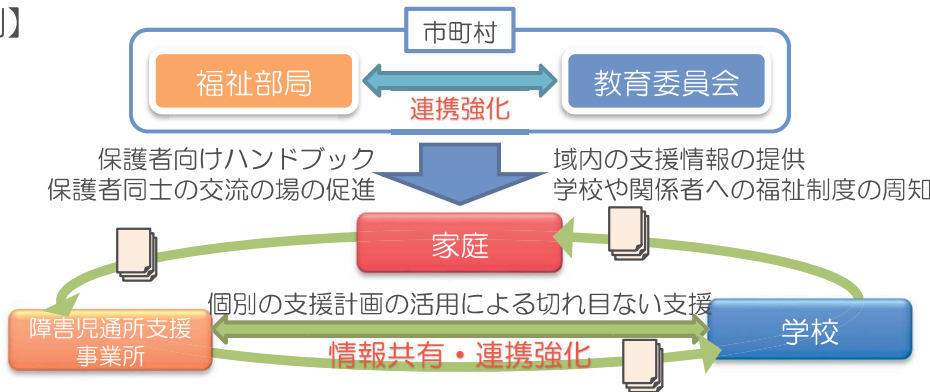 】
市町村
福祉部局
教育委員会
連携強化
保護者向けハンドブック
保護者同士の交流の場の促進
域内の支援情報の提供
学校や関係者への福祉制度の周知
家庭
個別の支援計画の活用による切れ目ない支援
障害児通所支援
事業所
学校
情報共有・連携強化